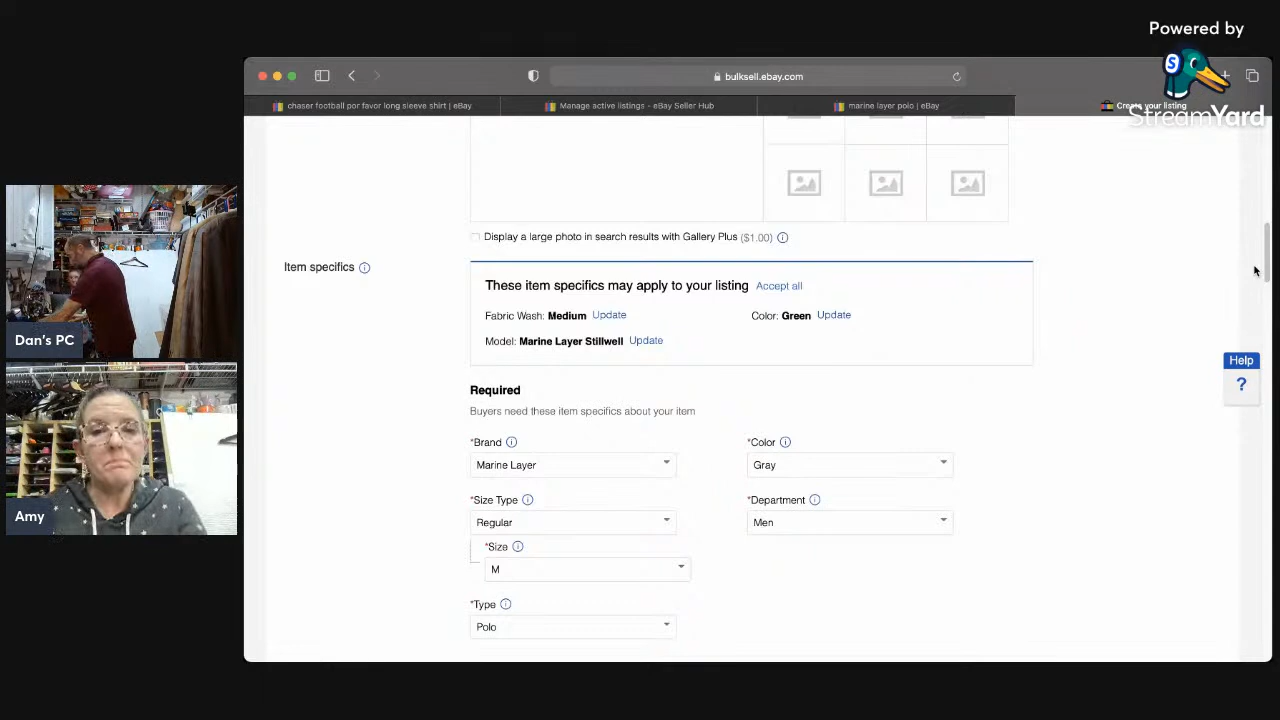 Powered by
StreamYard
bulksell.ebay.com
chaser football por favor long sleeve shirt | eBay
Manage active listings - eBay Seller Hub
marine layer polo | eBay
Create your listing
Display a large photo in search results with Gallery Plus ($1.00)
Item specifics
These item specifics may apply to your listing Accept all
Fabric Wash: Medium Update
Color: Green Update
Model: Marine Layer Stillwell Update
Help
?
Required
Buyers need these item specifics about your item
*Brand
Marine Layer
*Color
Gray
*Size Type
Regular
*Department
Men
*Size
M
*Type
Polo
Dan's PC
Amy